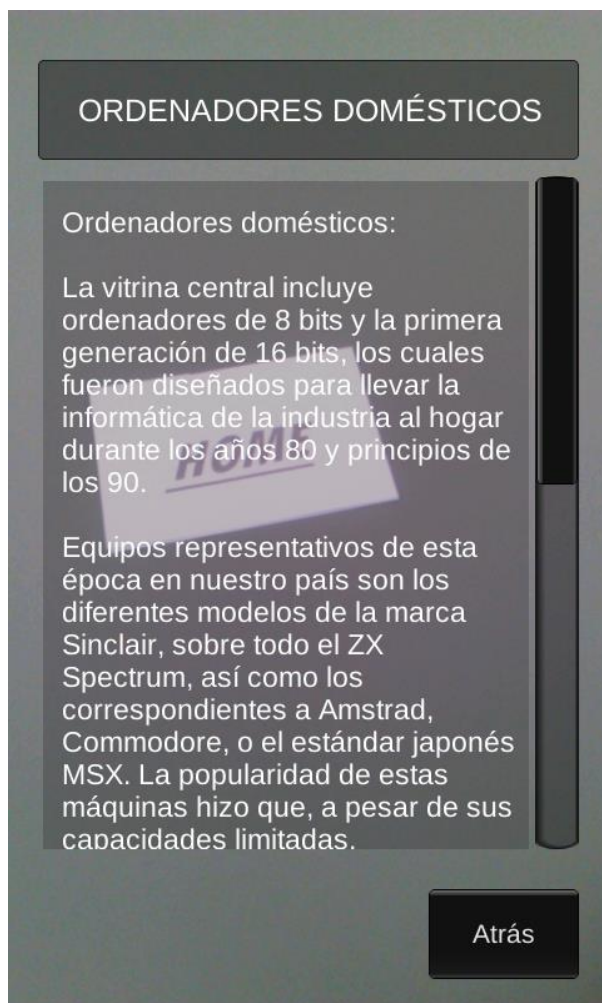 ORDENADORES DOMÉSTICOS
Ordenadores domésticos:
La vitrina central incluye
ordenadores de 8 bits y la primera
generación de 16 bits, los cuales
fueron diseñados para llevar la
informática de la industria al hogar
durante los años 80 y principios de
los 90.
HOME
Equipos representativos de esta
época en nuestro país son los
diferentes modelos de la marca
Sinclair, sobre todo el ZX
Spectrum, así como los
correspondientes a Amstrad,
Commodore, o el estándar japonés
MSX. La popularidad de estas
máquinas hizo que, a pesar de sus
capacidades limitadas,
Atrás